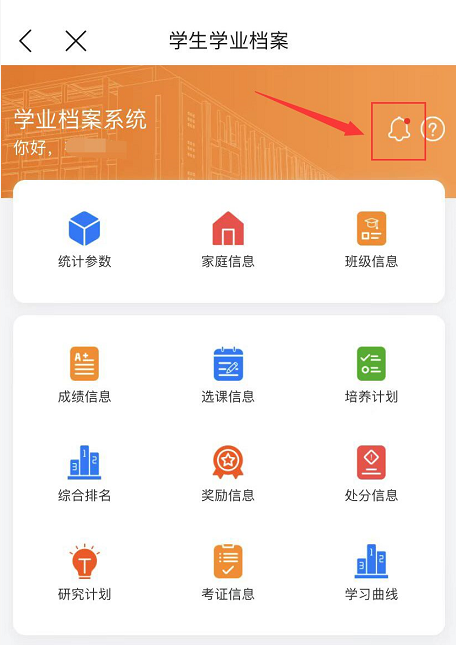 学生学业档案
学业档案系统
你好，
统计参数
家庭信息
班级信息
成绩信息
选课信息
培养计划
综合排名
奖励信息
处分信息
研究计划
考证信息
学习曲线